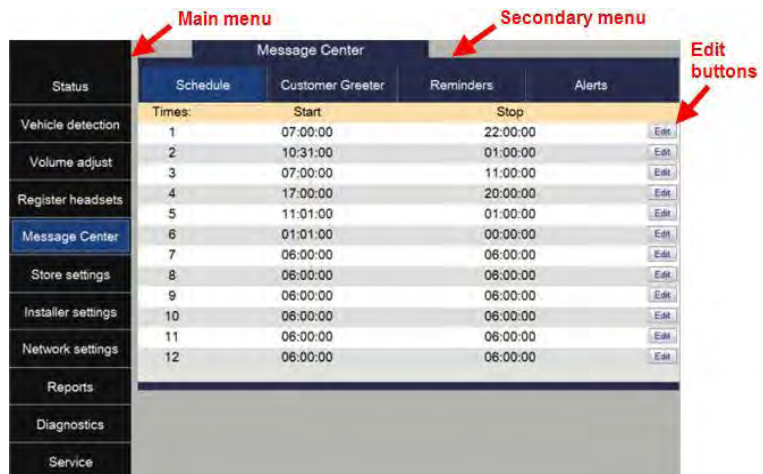 Main menu
Secondary menu
Edit buttons
Message Center
Status
Vehicle detection
Volume adjust
Register headsets
Message Center
Store settings
Installer settings
Network settings
Reports
Diagnostics
Service
Schedule Customer Greeter Reminders Alerts
Times: Start Stop
1 07:00:00 22:00:00 Edit
2 10:31:00 01:00:00 Edit
3 07:00:00 11:00:00 Edit
4 17:00:00 20:00:00 Edit
5 11:01:00 01:00:00 Edit
6 01:01:00 00:00:00 Edit
7 06:00:00 06:00:00 Edit
8 06:00:00 06:00:00 Edit
9 06:00:00 06:00:00 Edit
10 06:00:00 06:00:00 Edit
11 06:00:00 06:00:00 Edit
12 06:00:00 06:00:00 Edit